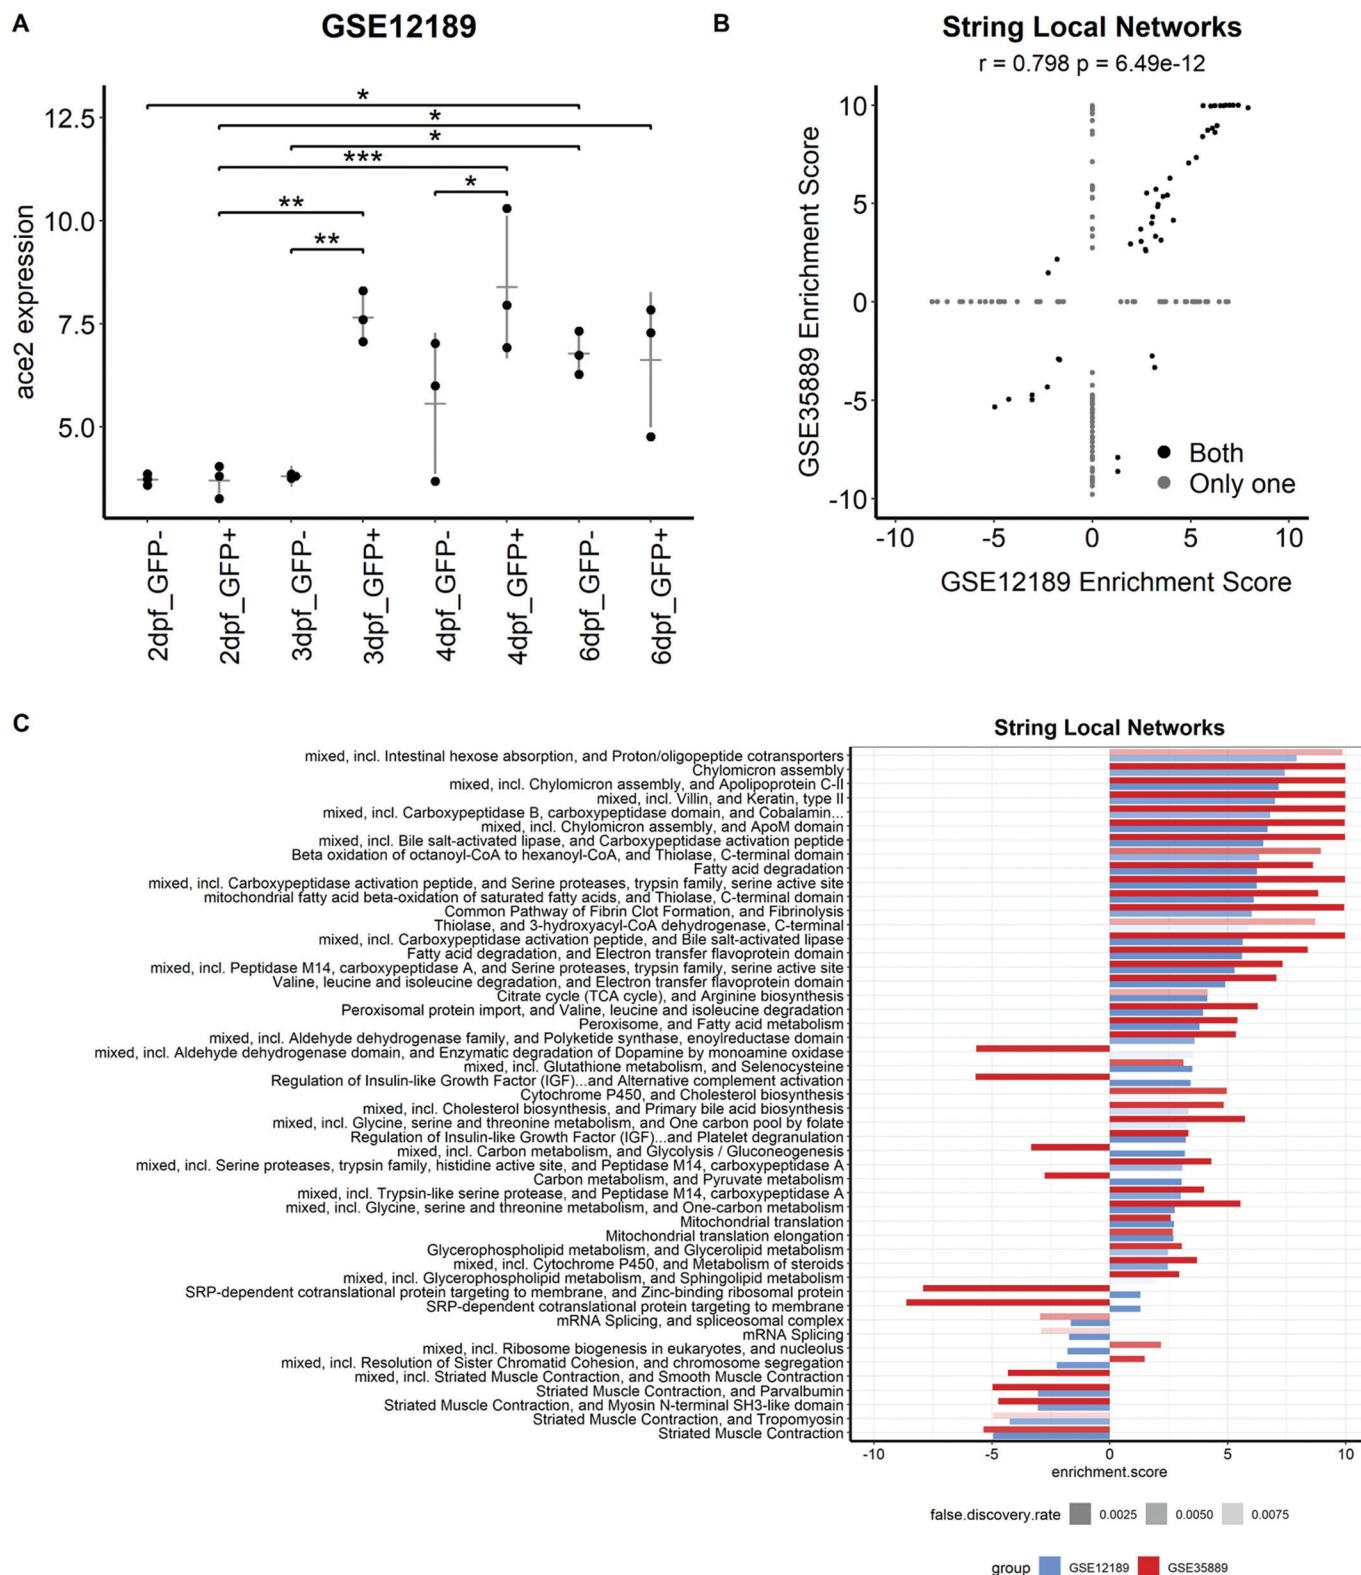 A
GSE12189
ace2 expression
12.5
10.0
7.5
5.0
*
*
*
***
*
**
**
2dpf_GFP-
2dpf_GFP+
3dpf_GFP-
3dpf_GFP+
4dpf_GFP-
4dpf_GFP+
6dpf_GFP-
6dpf_GFP+
B
String Local Networks
r = 0.798 p = 6.49e-12
GSE35889 Enrichment Score
10
5
0
-5
-10
Both
Only one
-10 -5 0 5 10
GSE12189 Enrichment Score
C
String Local Networks
mixed, incl. Intestinal hexose absorption, and Proton/oligopeptide cotransporters
Chylomicron assembly
mixed, incl. Chylomicron assembly, and Apolipoprotein C-II
mixed, incl. Villin, and Keratin, type II
mixed, incl. Carboxypeptidase B, carboxypeptidase domain, and Cobalamin...
mixed, incl. Chylomicron assembly, and ApoM domain
mixed, incl. Bile salt-activated lipase, and Carboxypeptidase activation peptide
Beta oxidation of octanoyl-CoA to hexanoyl-CoA, and Thiolase, C-terminal domain
Fatty acid degradation
mixed, incl. Carboxypeptidase activation peptide, and Serine proteases, trypsin family, serine active site
mitochondrial fatty acid beta-oxidation of saturated fatty acids, and Thiolase, C-terminal domain
Common Pathway of Fibrin Clot Formation, and Fibrinolysis
Thiolase, and 3-hydroxyacyl-CoA dehydrogenase, C-terminal
mixed, incl. Carboxypeptidase activation peptide, and Bile salt-activated lipase
Fatty acid degradation, and Electron transfer flavoprotein domain
mixed, incl. Peptidase M14, carboxypeptidase A, and Serine proteases, trypsin family, serine active site
Valine, leucine and isoleucine degradation, and Electron transfer flavoprotein domain
Citrate cycle (TCA cycle), and Arginine biosynthesis
Peroxisomal protein import, and Valine, leucine and isoleucine degradation
Peroxisome, and Fatty acid metabolism
mixed, incl. Aldehyde dehydrogenase family, and Polyketide synthase, enoylreductase domain
mixed, incl. Aldehyde dehydrogenase domain, and Enzymatic degradation of Dopamine by monoamine oxidase
mixed, incl. Glutathione metabolism, and Selenocysteine
Regulation of Insulin-like Growth Factor (IGF)...and Alternative complement activation
Cytochrome P450, and Cholesterol biosynthesis
mixed, incl. Cholesterol biosynthesis, and Primary bile acid biosynthesis
mixed, incl. Glycine, serine and threonine metabolism, and One carbon pool by folate
Regulation of Insulin-like Growth Factor (IGF)...and Platelet degranulation
mixed, incl. Carbon metabolism, and Glycolysis / Gluconeogenesis
mixed, incl. Serine proteases, trypsin family, histidine active site, and Peptidase M14, carboxypeptidase A
Carbon metabolism, and Pyruvate metabolism
mixed, incl. Trypsin-like serine protease, and Peptidase M14, carboxypeptidase A
mixed, incl. Glycine, serine and threonine metabolism, and One-carbon metabolism
Mitochondrial translation
Mitochondrial translation elongation
Glycerophospholipid metabolism, and Glycerolipid metabolism
mixed, incl. Cytochrome P450, and Metabolism of steroids
mixed, incl. Glycerophospholipid metabolism, and Sphingolipid metabolism
SRP-dependent cotranslational protein targeting to membrane, and Zinc-binding ribosomal protein
SRP-dependent cotranslational protein targeting to membrane
mRNA Splicing, and spliceosomal complex
mRNA Splicing
mixed, incl. Ribosome biogenesis in eukaryotes, and nucleolus
mixed, incl. Resolution of Sister Chromatid Cohesion, and chromosome segregation
mixed, incl. Striated Muscle Contraction, and Smooth Muscle Contraction
Striated Muscle Contraction, and Parvalbumin
Striated Muscle Contraction, and Myosin N-terminal SH3-like domain
Striated Muscle Contraction, and Tropomyosin
Striated Muscle Contraction
-10 -5 0 5 10
enrichment.score
false.discovery.rate 0.0025 0.0050 0.0075
group GSE12189 GSE35889